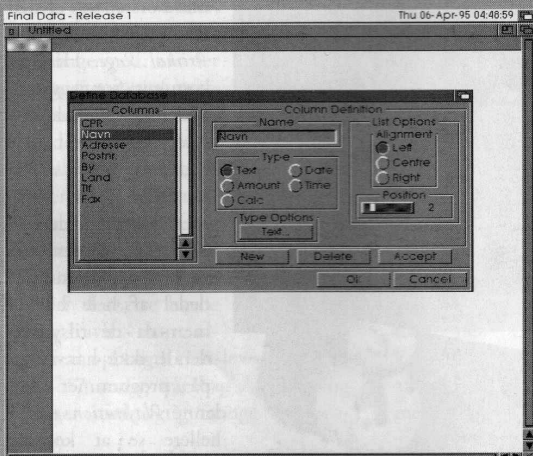 Final Data - Release 1
Thu 06-Apr-95 04:48:59
Untitled
Define Database
Columns
CPR
Navn
Adresse
Postnr.
By
Land
Tlf.
Fax
Column Definition
Name
Navn
Type
Text
Date
Amount
Time
Calc
Type Options
Text...
List Options
Alignment
Left
Centre
Right
Position
2
New
Delete
Accept
Ok
Cancel